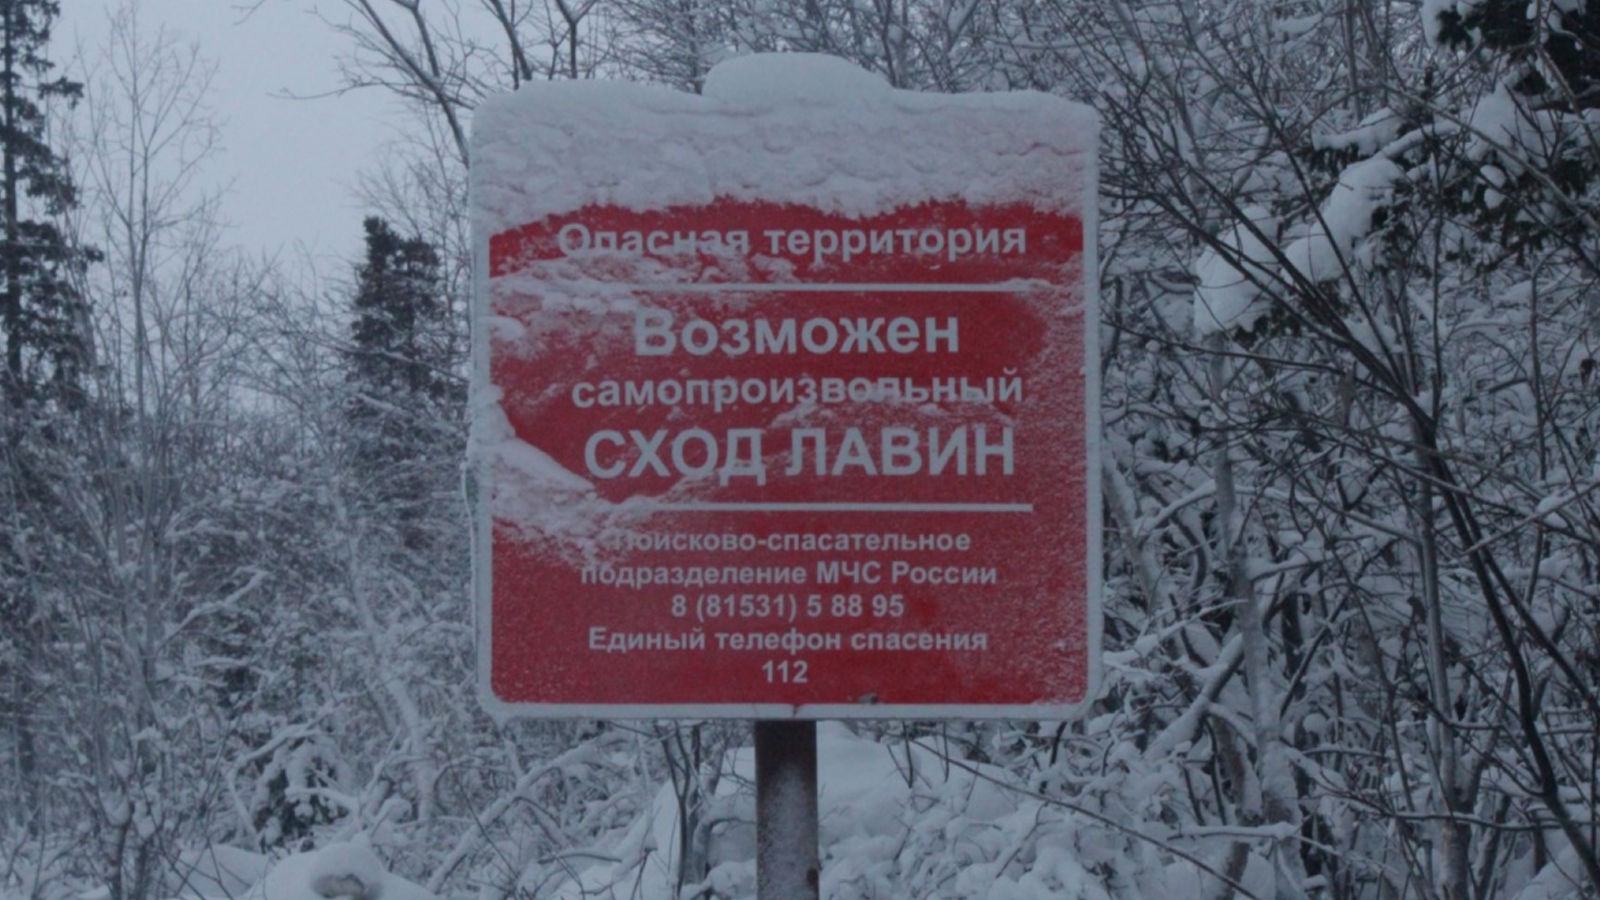 Опасная территория
Возможен
самопроизвольный
СХОД ЛАВИН
Поисково-спасательное
подразделение МЧС России
8 (81531) 5 88 95
Единый телефон спасения
112